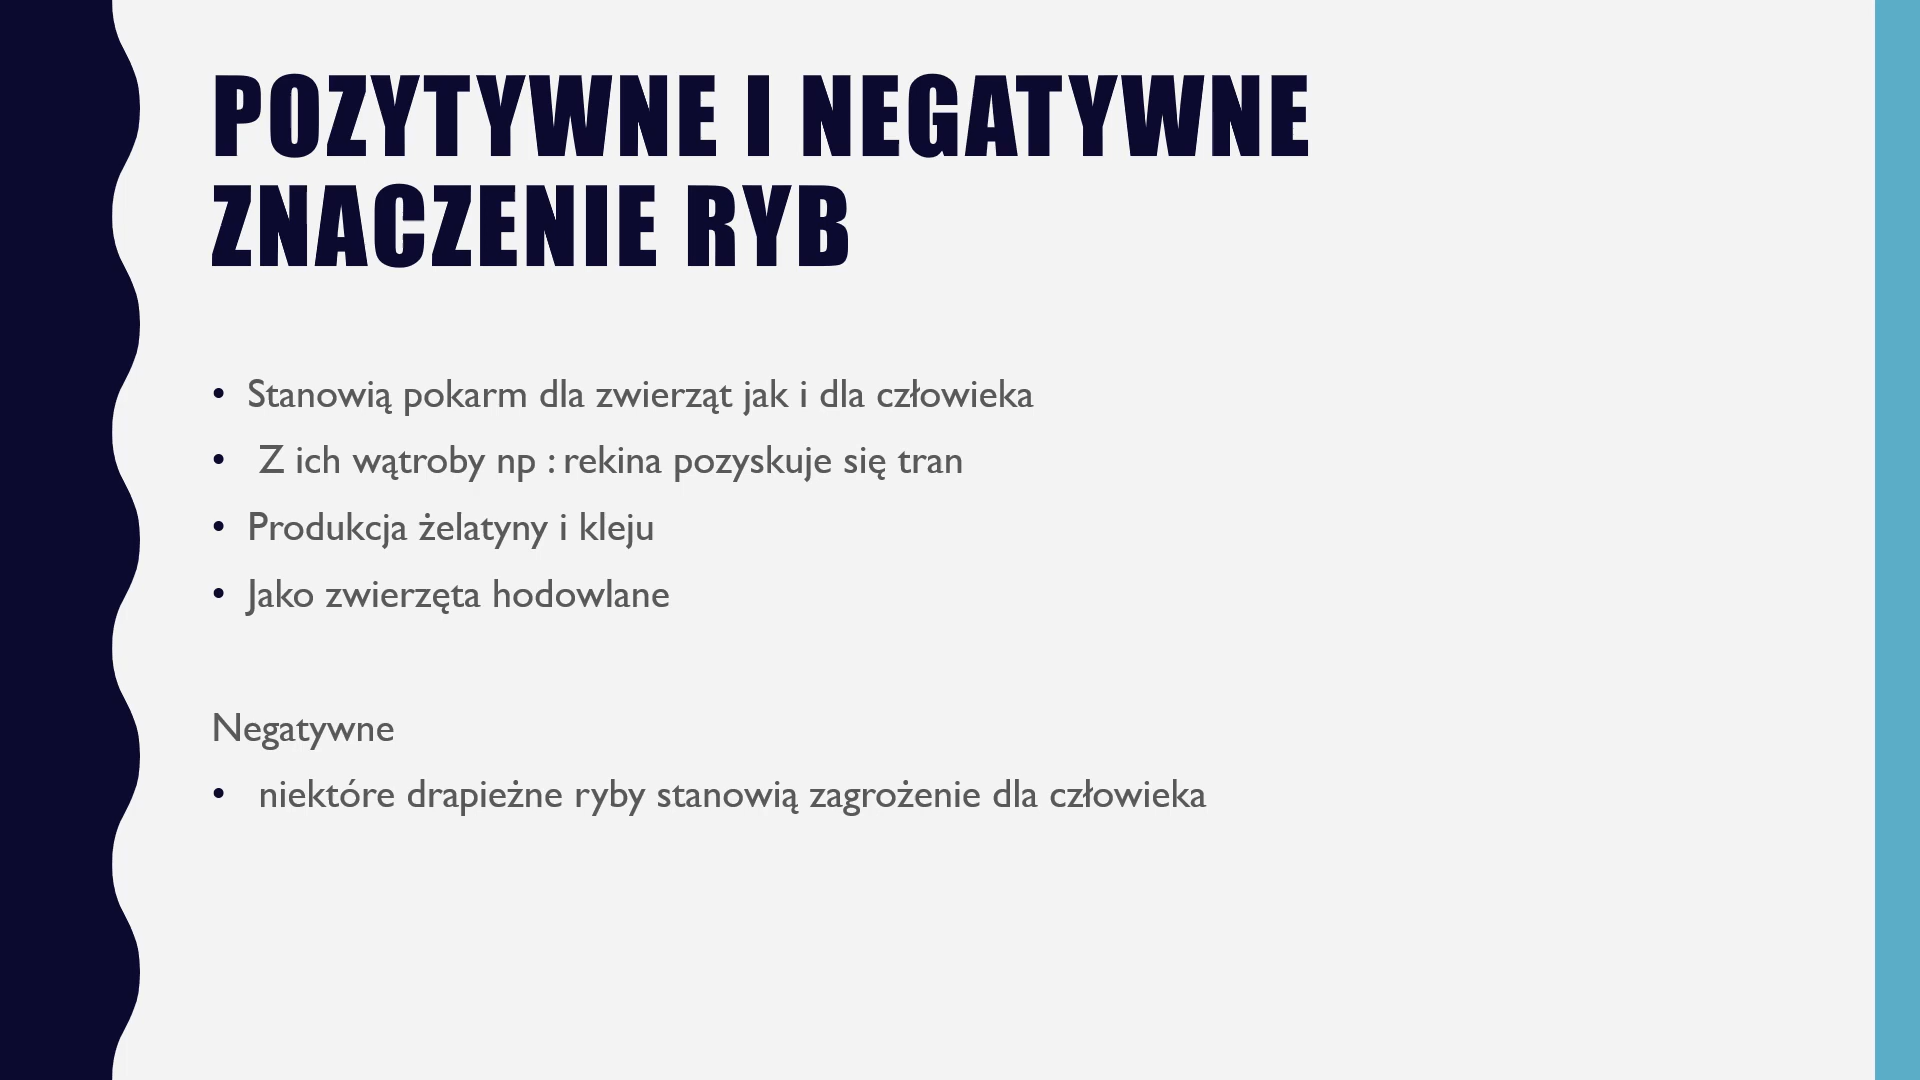 POZYTYWNE I NEGATYWNE
ZNACZENIE RYB
• Stanowią pokarm dla zwierząt jak i dla człowieka
• Z ich wątroby np : rekina pozyskuje się tran
• Produkcja żelatyny i kleju
• Jako zwierzęta hodowlane
Negatywne
• niektóre drapieżne ryby stanowią zagrożenie dla człowieka